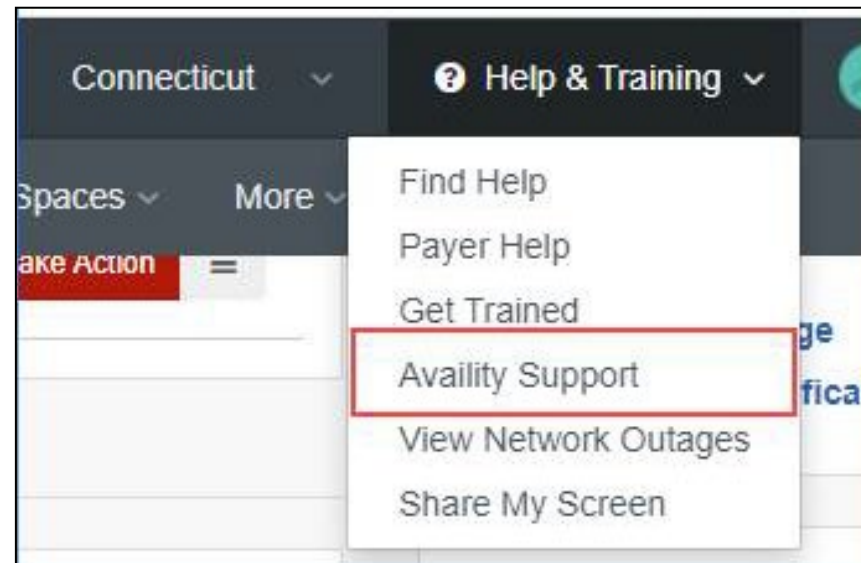 Connecticut
Help & Training
Spaces
More
Find Help
Payer Help
Get Trained
Availity Support
View Network Outages
Share My Screen
Action